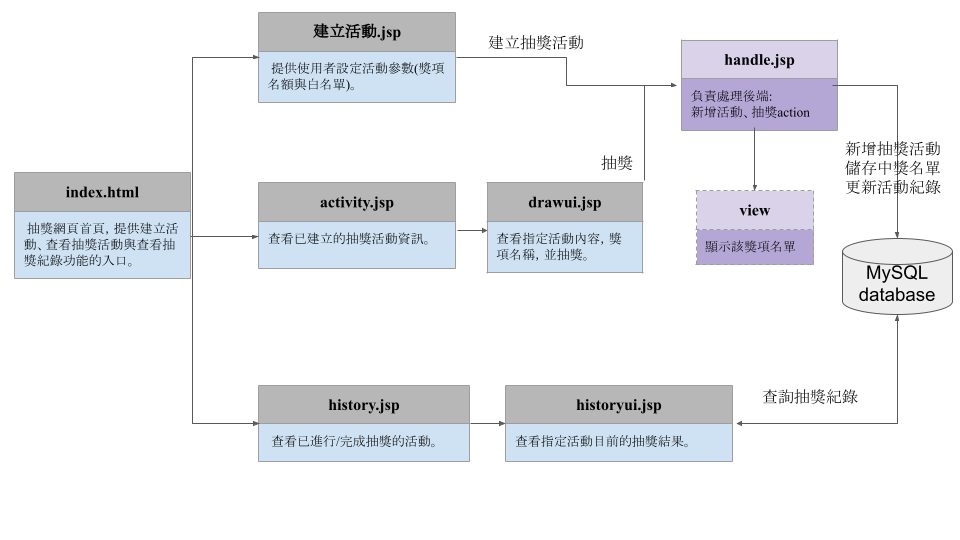 建立活動.jsp
提供使用者設定活動參數(獎項
名額與白名單)。
建立抽獎活動
handle.jsp
負責處理後端:
新增活動、抽獎action
新增抽獎活動
儲存中獎名單
更新活動紀錄
抽獎
index.html
抽獎網頁首頁, 提供建立活
動、查看抽獎活動與查看抽
獎紀錄功能的入口。
activity.jsp
查看已建立的抽獎活動資訊。
drawui.jsp
查看指定活動內容, 獎
項名稱, 並抽獎。
view
顯示該獎項名單
MySQL
database
history.jsp
查看已進行/完成抽獎的活動。
historyui.jsp
查看指定活動目前的抽獎結果。
查詢抽獎紀錄